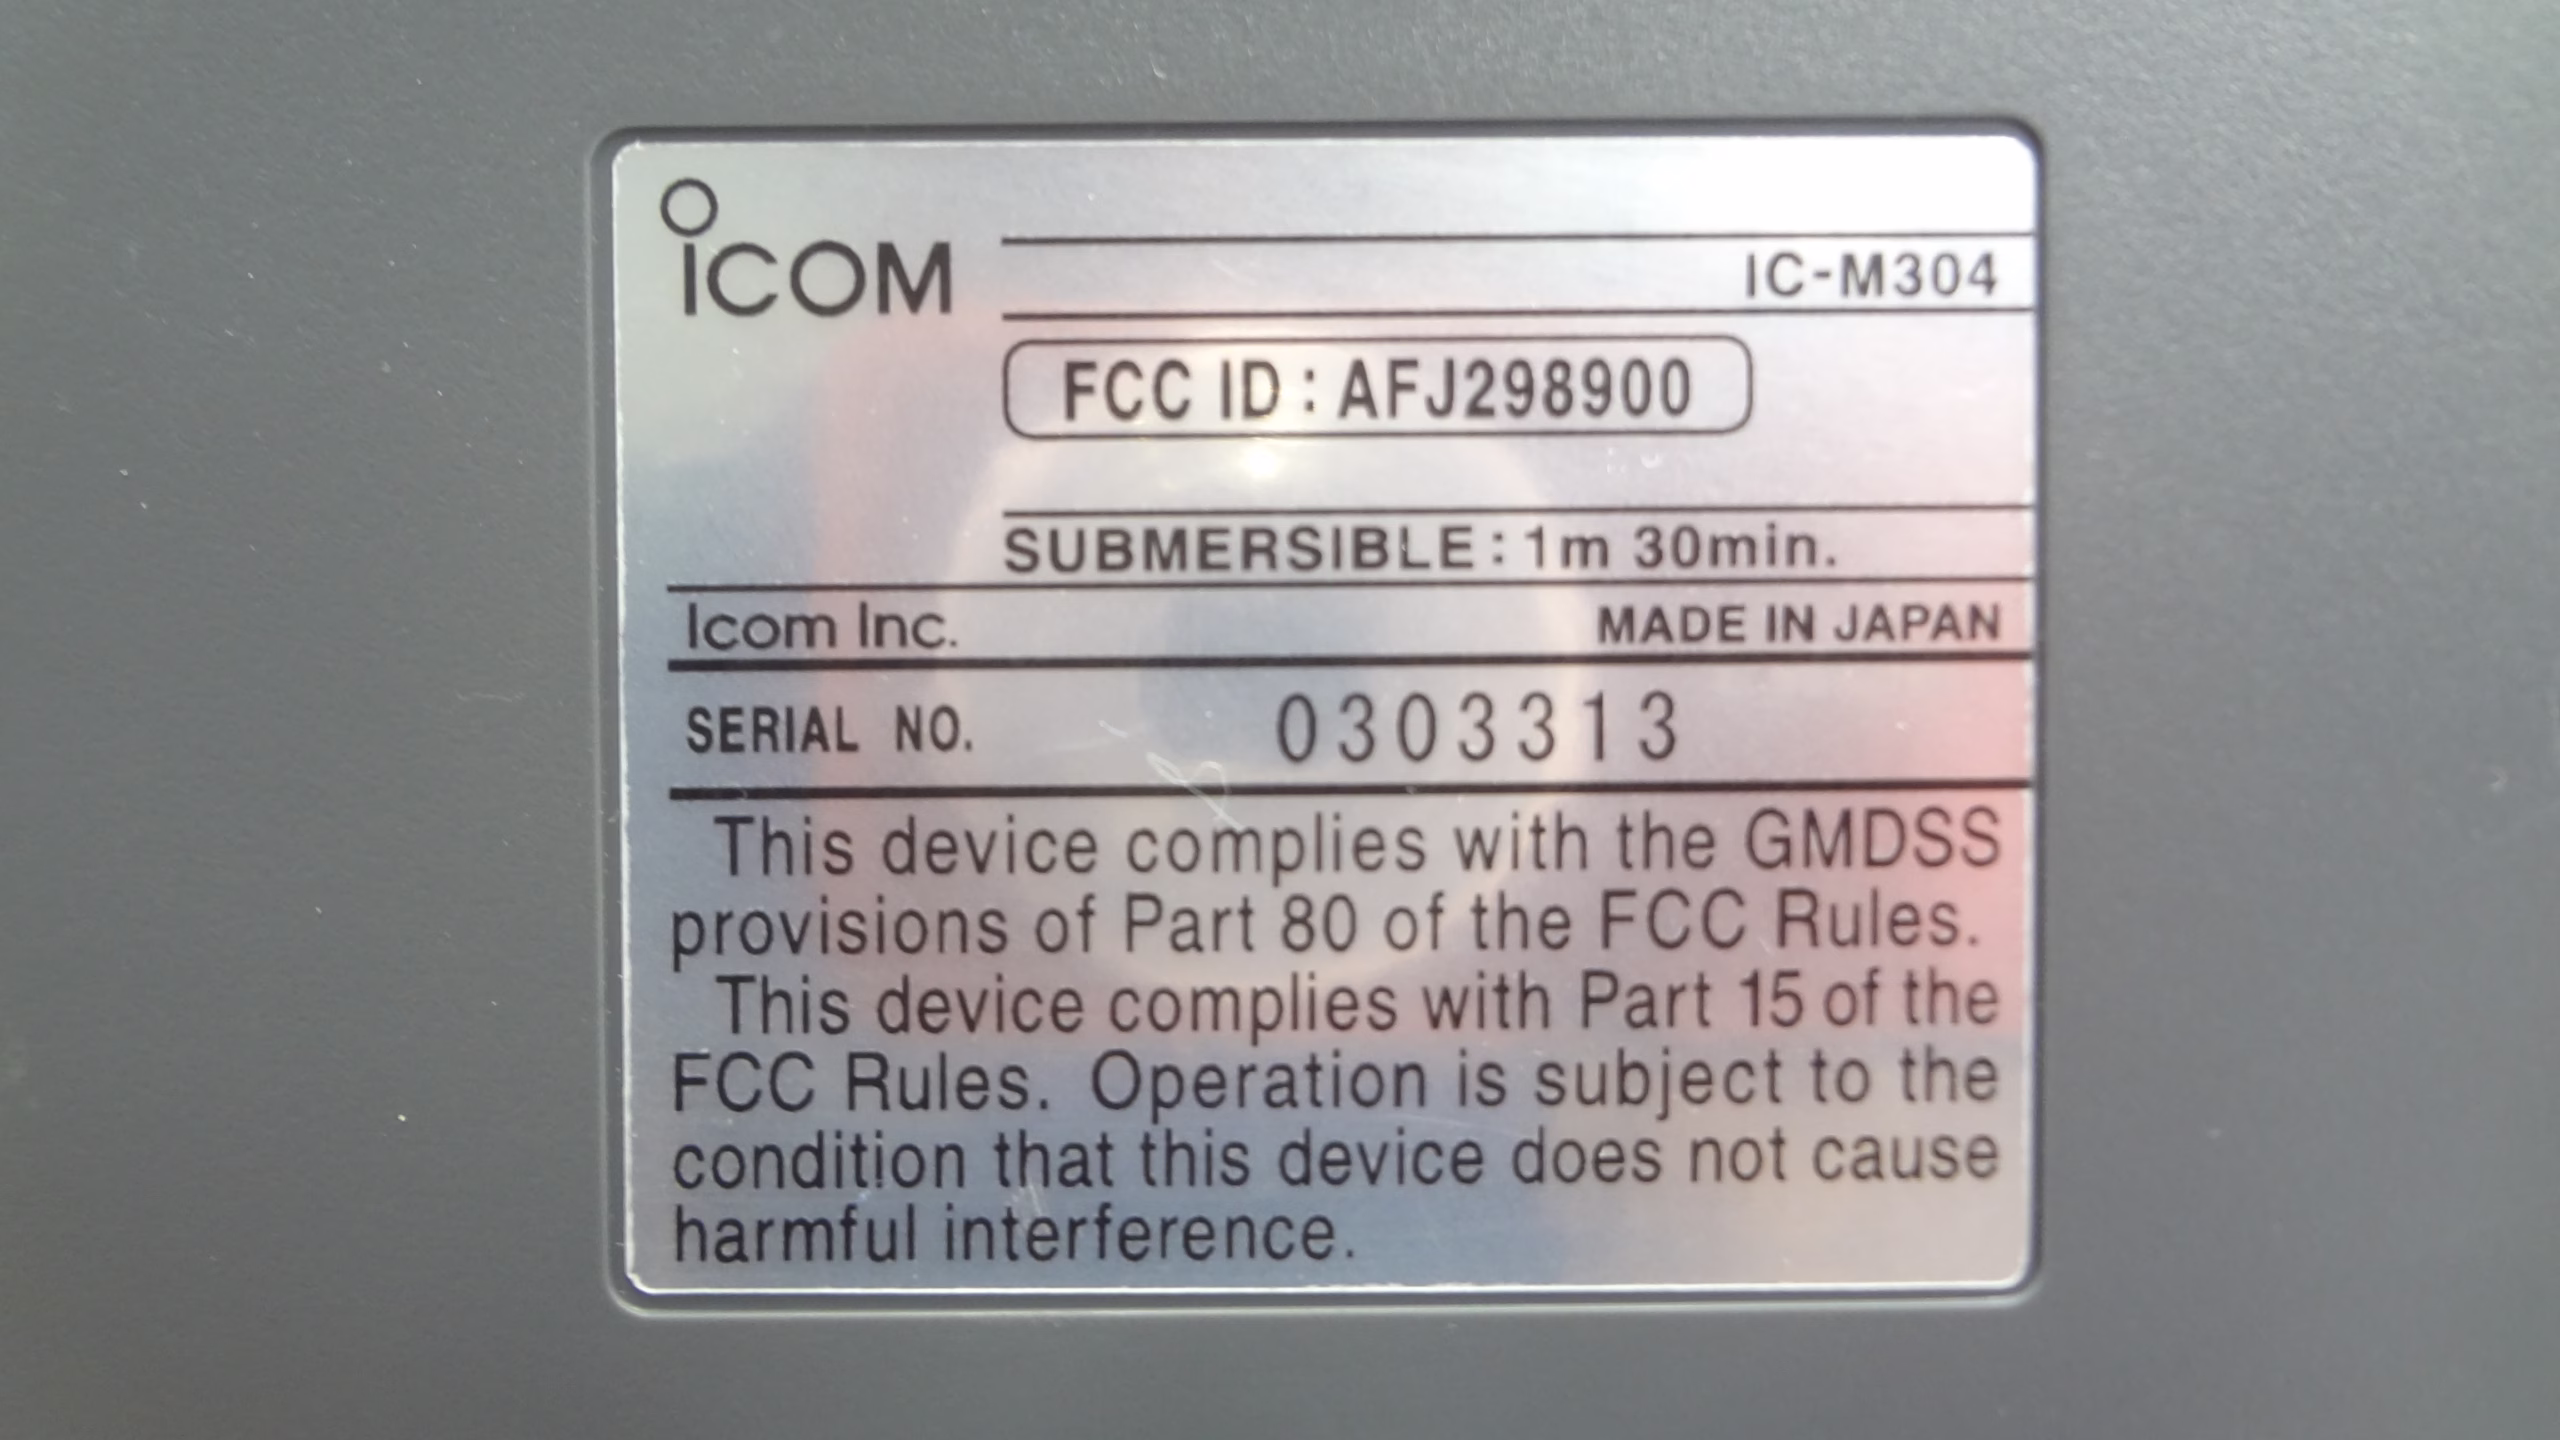 iCOM
IC-M304
FCC ID : AFJ298900
SUBMERSIBLE : 1m 30min.
Icom Inc. MADE IN JAPAN
SERIAL NO. 0303313
This device complies with the GMDSS
provisions of Part 80 of the FCC Rules.
This device complies with Part 15 of the
FCC Rules. Operation is subject to the
condition that this device does not cause
harmful interference.